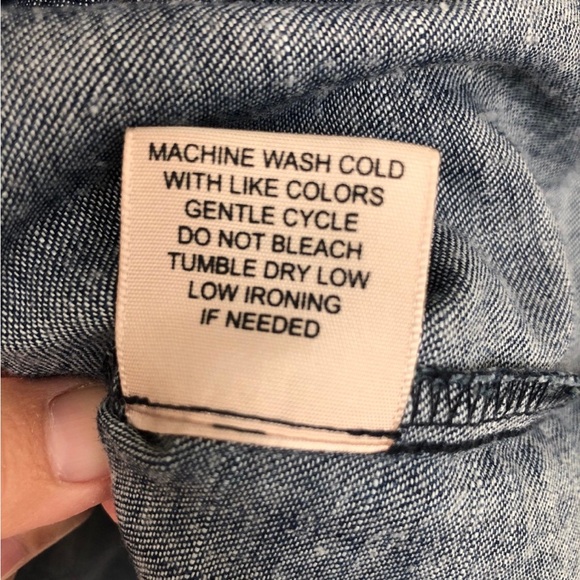 MACHINE WASH COLD
WITH LIKE COLORS
GENTLE CYCLE
DO NOT BLEACH
TUMBLE DRY LOW
LOW IRONING
IF NEEDED